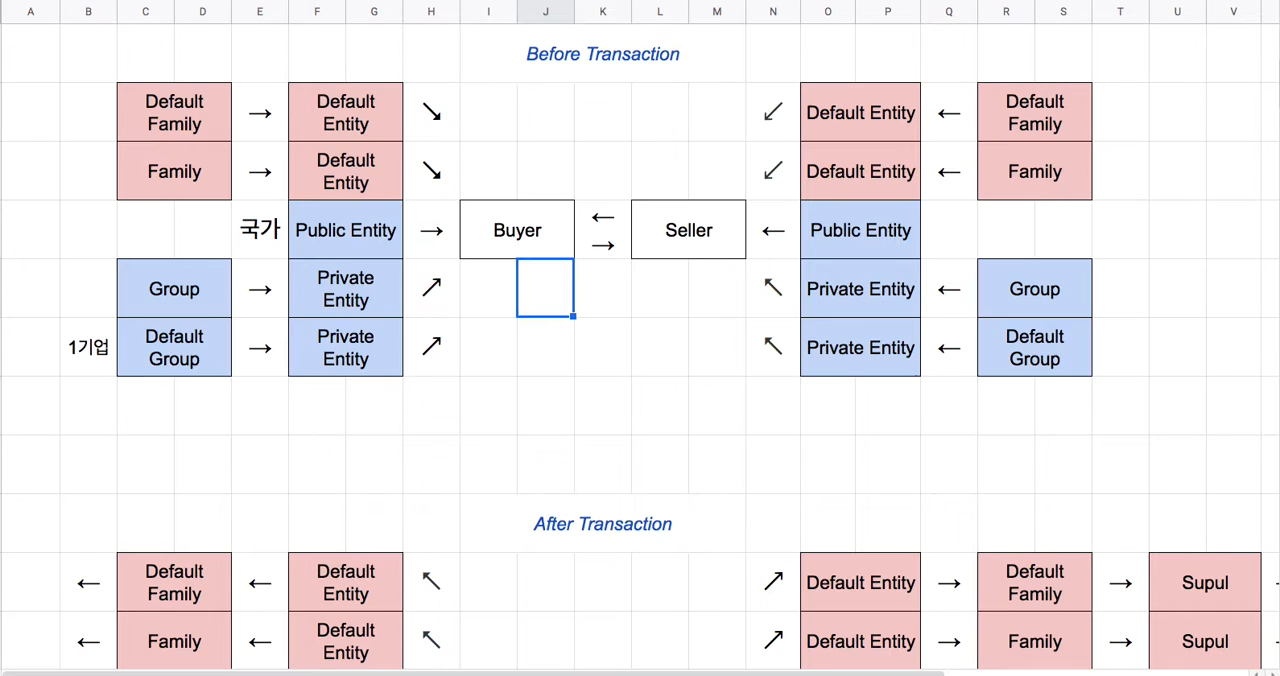 A B C D E F G H I J K L M N O P Q R S T U V
Before Transaction
Default Family → Default Entity ↘ ↙ Default Entity ← Default Family
Family → Default Entity ↘ ↙ Default Entity ← Family
국가 Public Entity → Buyer ← → Seller ← Public Entity
Group → Private Entity ↗ ↖ Private Entity ← Group
1기업 Default Group → Private Entity ↗ ↖ Private Entity ← Default Group
After Transaction
← Default Family ← Default Entity ↖ ↗ Default Entity → Default Family → Supul
← Family ← Default Entity ↖ ↗ Default Entity → Family → Supul